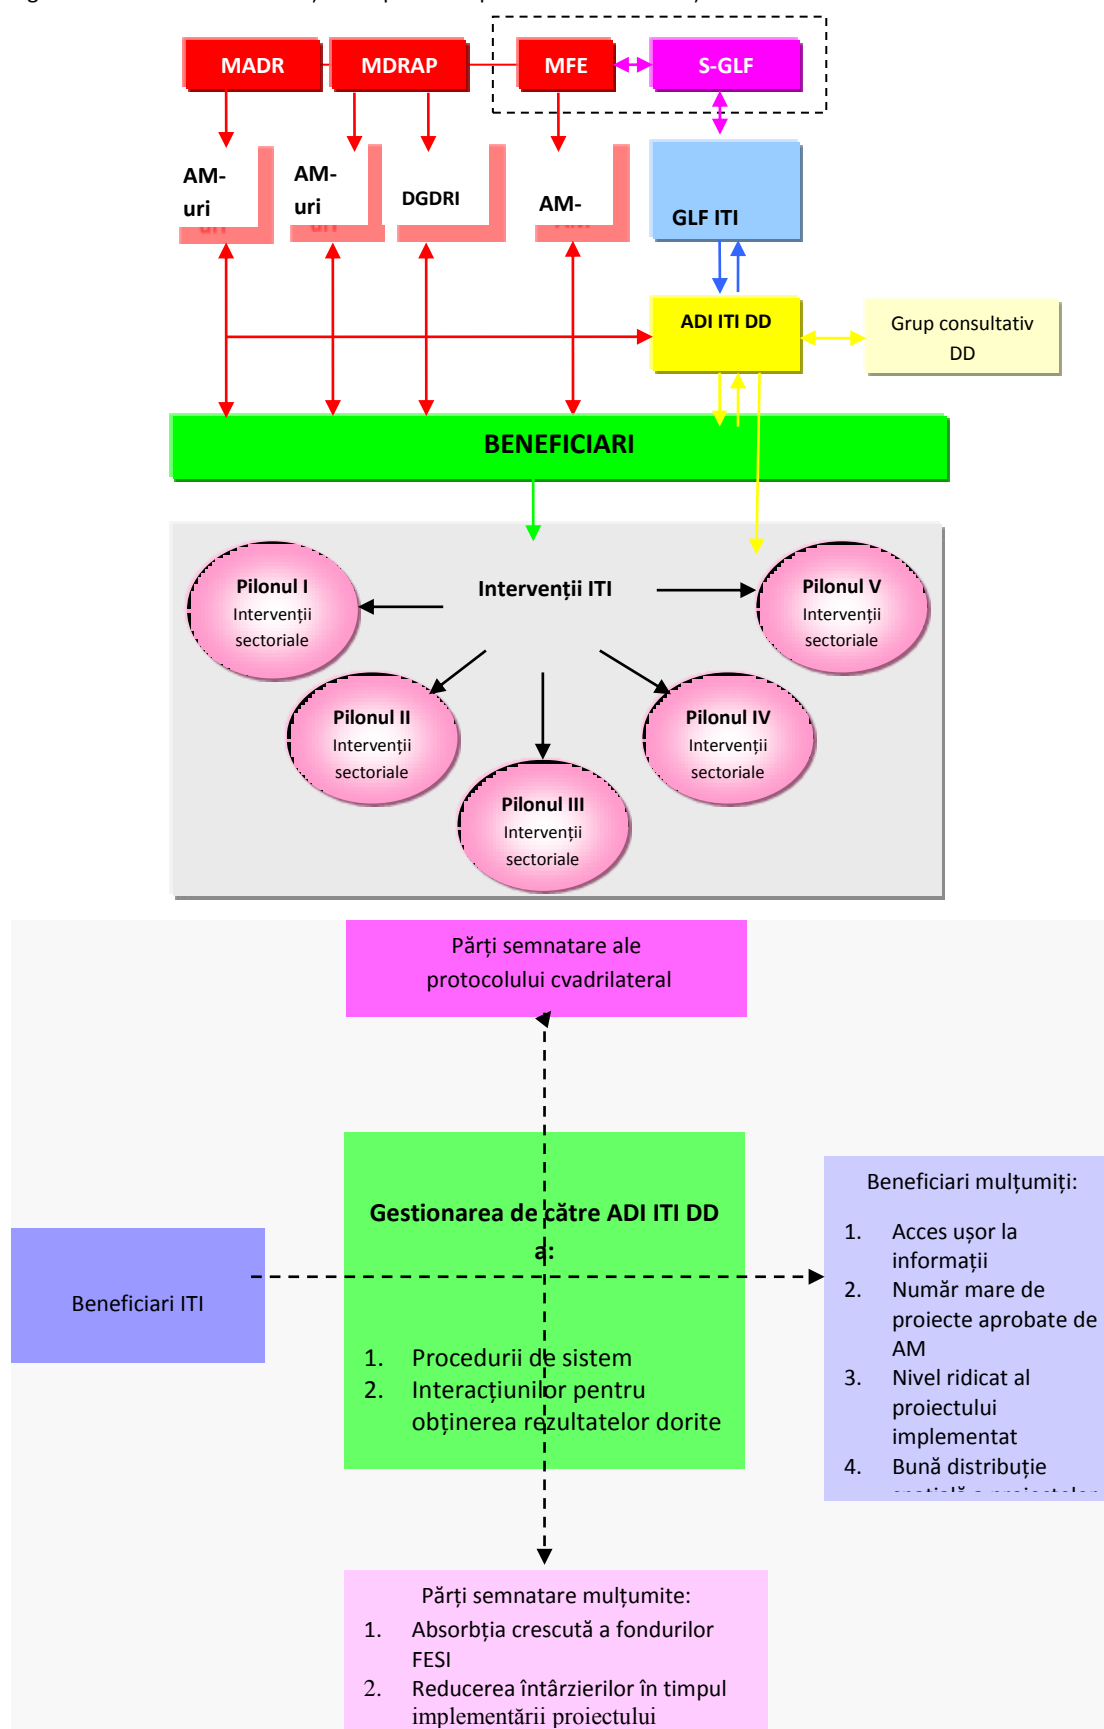 MADR MDRAP MFE S-GLF
AM-
uri
AM-
uri
DGDRI
AM-
GLF ITI
ADI ITI DD
Grup consultativ
DD
BENEFICIARI
Intervenții ITI
Pilonul I
Intervenții
sectoriale
Pilonul V
Intervenții
sectoriale
Pilonul II
Intervenții
sectoriale
Pilonul IV
Intervenții
sectoriale
Pilonul III
Intervenții
sectoriale
Părți semnatare ale
protocolului cvadrilateral
Gestionarea de către ADI ITI DD
a:
1. Procedurii de sistem
2. Interacțiunilor pentru
obținerea rezultatelor dorite
Beneficiari ITI
Beneficiari mulțumiți:
1. Acces ușor la
informații
2. Număr mare de
proiecte aprobate de
AM
3. Nivel ridicat al
proiectului
implementat
4. Bună distribuție
spațială a proiectelor
Părți semnatare mulțumite:
1. Absorbția crescută a fondurilor
FESI
2. Reducerea întârzierilor în timpul
implementării proiectului